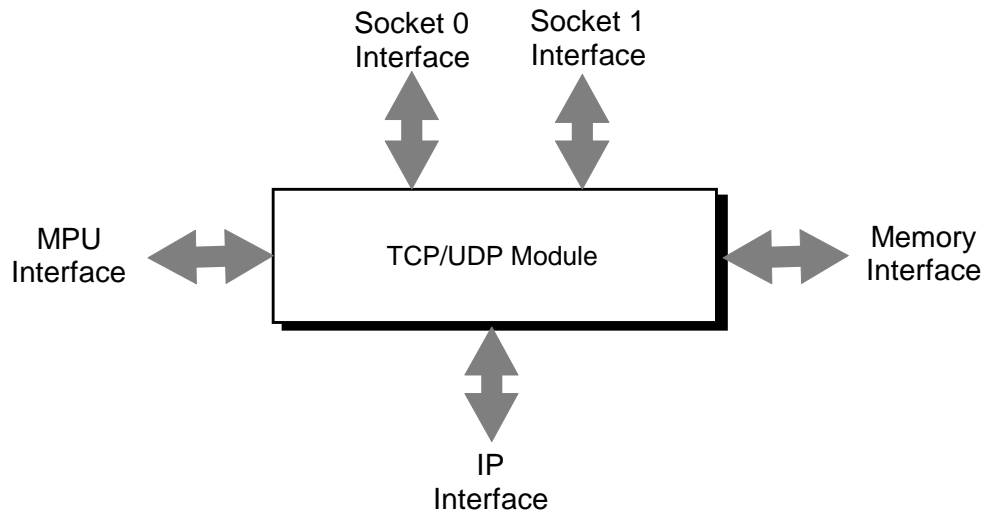 Socket 0
Interface
Socket 1
Interface
MPU
Interface
TCP/UDP Module
Memory
Interface
IP
Interface